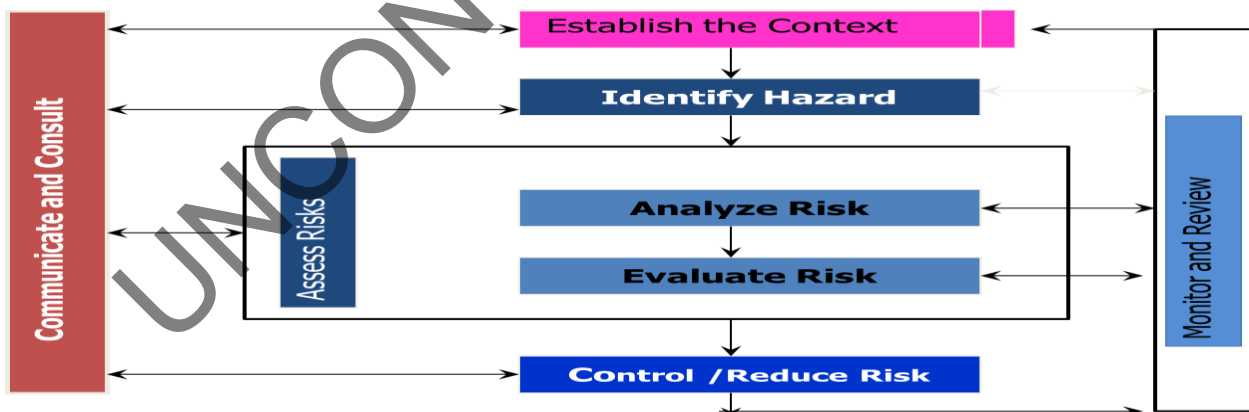 Establish the Context
Identify Hazard
Communicate and Consult
Assess Risks
Analyze Risk
Evaluate Risk
Monitor and Review
Control /Reduce Risk
UNCON